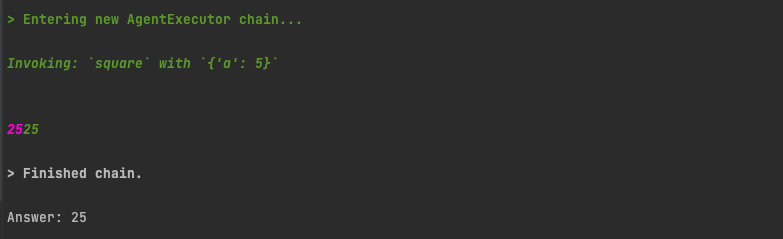 > Entering new AgentExecutor chain...
Invoking: `square` with `{'a': 5}`
2525
> Finished chain.
Answer: 25